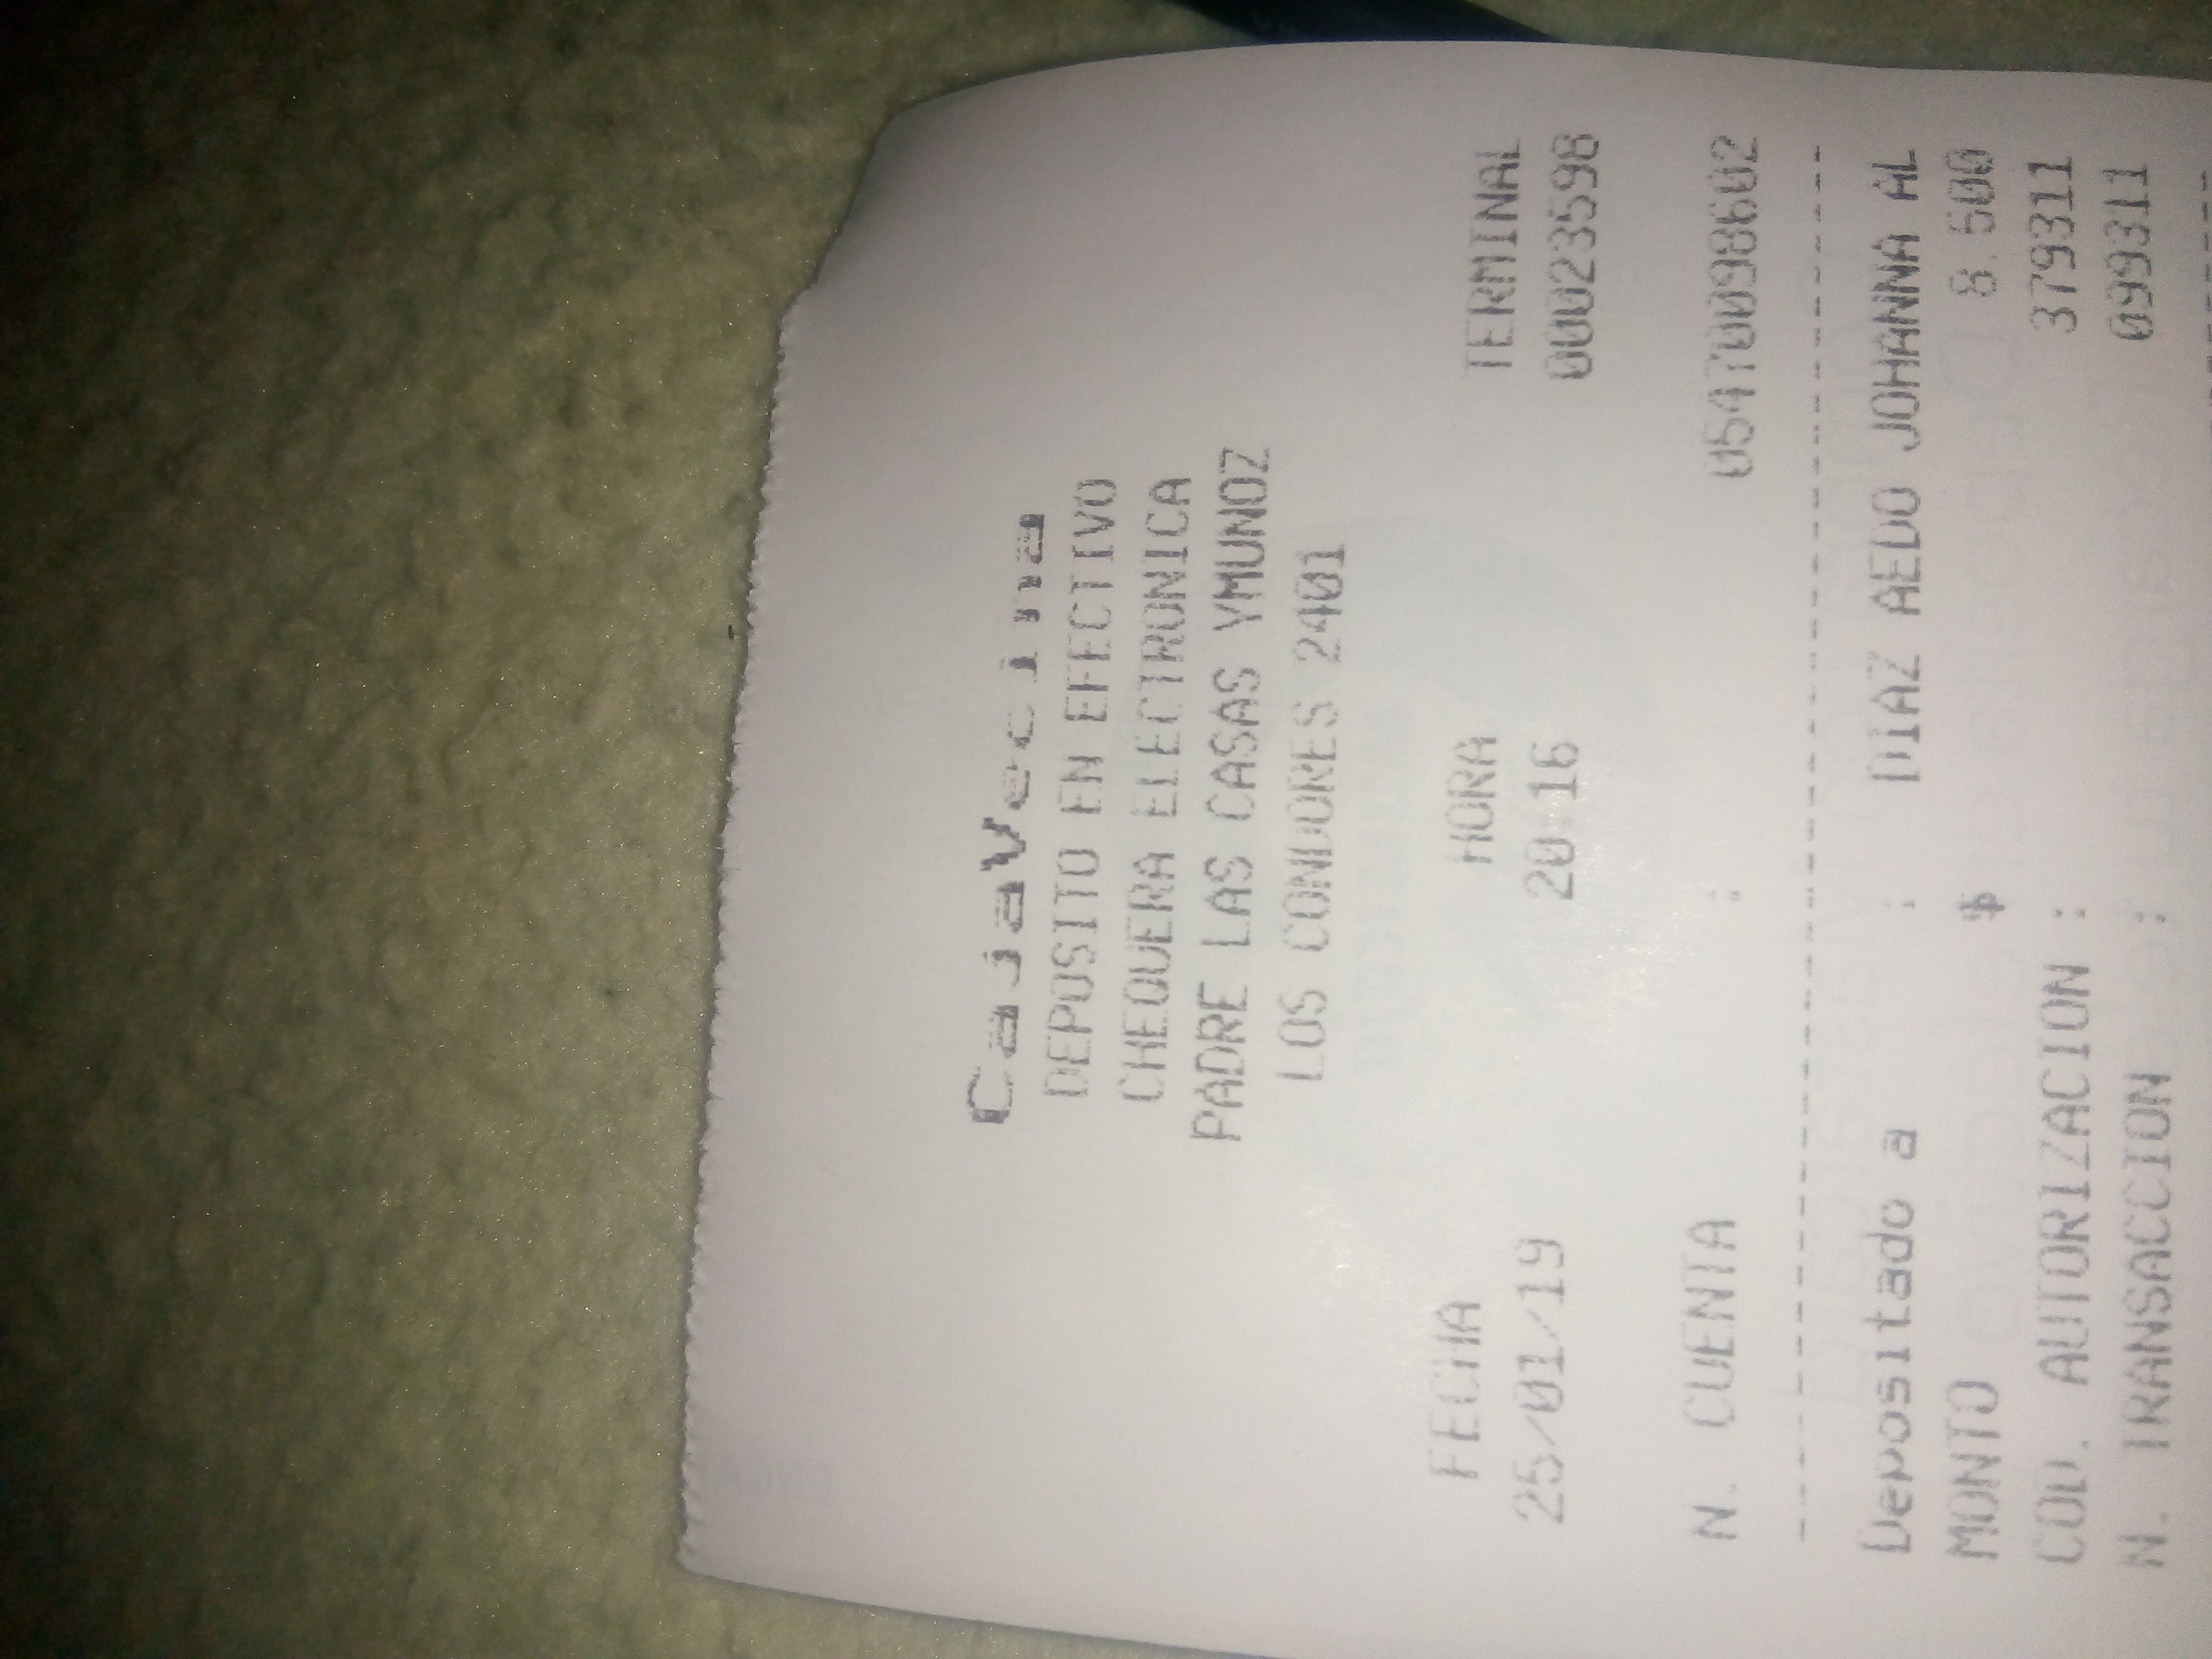 CajaVecina
DEPOSITO EN EFECTIVO
CHEQUERA ELECTRONICA
PADRE LAS CASAS YMUNOZ
LOS CONDORES 2401
FECHA HORA TERMINAL
25/01/19 20:16 00023598
N. CUENTA : 05470098602
Depositado a : DIAZ AEDO JOHANNA AL
MONTO $ 8.500
COD. AUTORIZACION : 379311
N. TRANSACCION : 099311